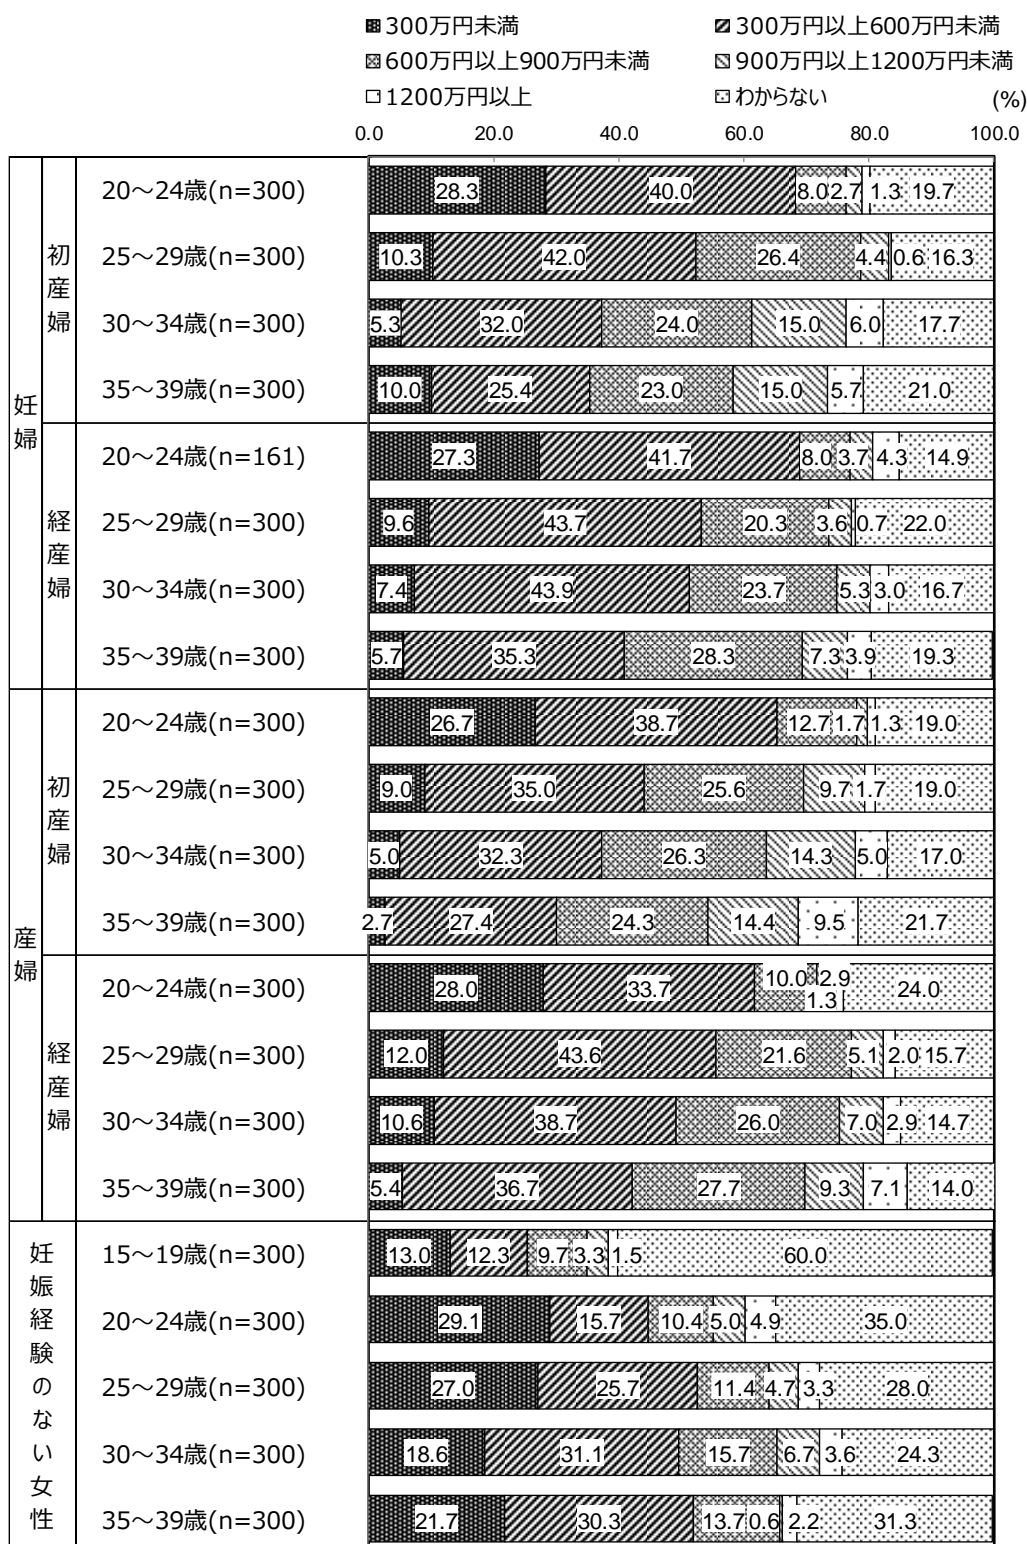 300万円未満 300万円以上600万円未満
600万円以上900万円未満 900万円以上1200万円未満
1200万円以上 わからない (%)
0.0 20.0 40.0 60.0 80.0 100.0
妊婦
初産婦
20～24歳(n=300) 28.3 40.0 8.0 2.7 1.3 19.7
25～29歳(n=300) 10.3 42.0 26.4 4.4 0.6 16.3
30～34歳(n=300) 5.3 32.0 24.0 15.0 6.0 17.7
35～39歳(n=300) 10.0 25.4 23.0 15.0 5.7 21.0
経産婦
20～24歳(n=161) 27.3 41.7 8.0 3.7 4.3 14.9
25～29歳(n=300) 9.6 43.7 20.3 3.6 0.7 22.0
30～34歳(n=300) 7.4 43.9 23.7 5.3 3.0 16.7
35～39歳(n=300) 5.7 35.3 28.3 7.3 3.9 19.3
産婦
初産婦
20～24歳(n=300) 26.7 38.7 12.7 1.7 1.3 19.0
25～29歳(n=300) 9.0 35.0 25.6 9.7 1.7 19.0
30～34歳(n=300) 5.0 32.3 26.3 14.3 5.0 17.0
35～39歳(n=300) 2.7 27.4 24.3 14.4 9.5 21.7
経産婦
20～24歳(n=300) 28.0 33.7 10.0 2.9 1.3 24.0
25～29歳(n=300) 12.0 43.6 21.6 5.1 2.0 15.7
30～34歳(n=300) 10.6 38.7 26.0 7.0 2.9 14.7
35～39歳(n=300) 5.4 36.7 27.7 9.3 7.1 14.0
妊娠経験のない女性
15～19歳(n=300) 13.0 12.3 9.7 3.3 1.5 60.0
20～24歳(n=300) 29.1 15.7 10.4 5.0 4.9 35.0
25～29歳(n=300) 27.0 25.7 11.4 4.7 3.3 28.0
30～34歳(n=300) 18.6 31.1 15.7 6.7 3.6 24.3
35～39歳(n=300) 21.7 30.3 13.7 0.6 2.2 31.3